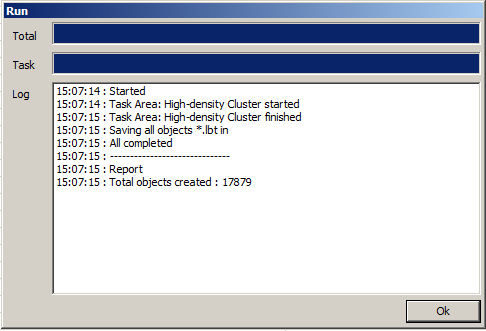 Run
Total
Task
Log
15:07:14 : Started
15:07:14 : Task Area: High-density Cluster started
15:07:15 : Task Area: High-density Cluster finished
15:07:15 : Saving all objects *.lbt in
15:07:15 : All completed
15:07:15 : ------------------------------
15:07:15 : Report
15:07:15 : Total objects created : 17879
Ok